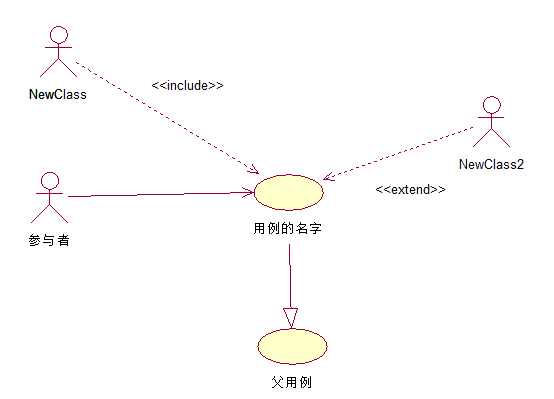 <<include>>
NewClass
NewClass2
<<extend>>
参与者
用例的名字
父用例